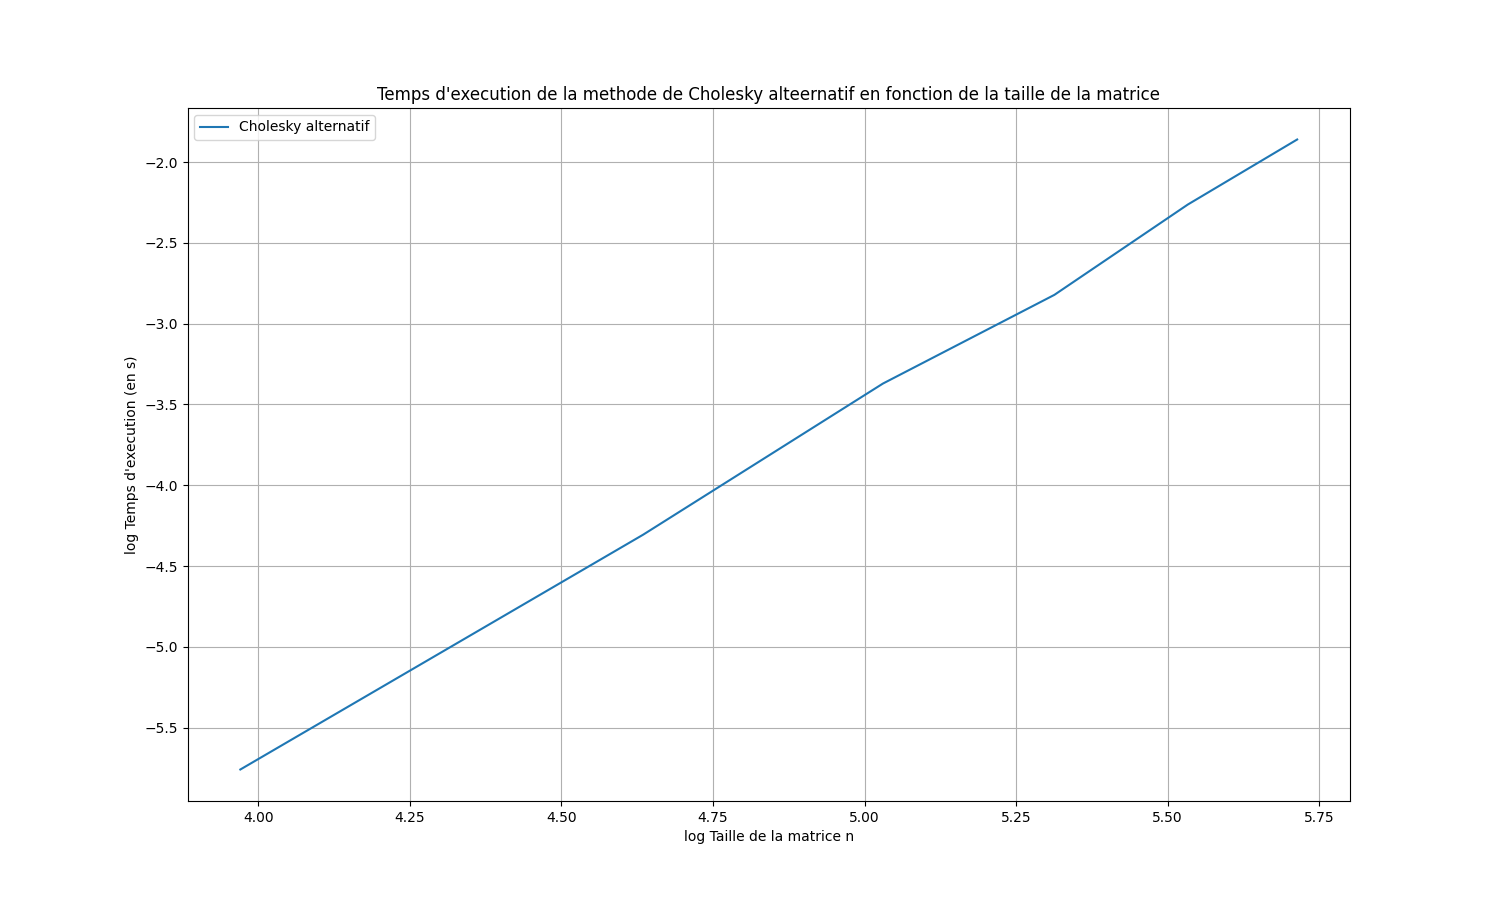 Temps d'execution de la methode de Cholesky alteernatif en fonction de la taille de la matrice
Cholesky alternatif
−2.0
−2.5
−3.0
−3.5
−4.0
−4.5
−5.0
−5.5
log Temps d'execution (en s)
4.00 4.25 4.50 4.75 5.00 5.25 5.50 5.75
log Taille de la matrice n